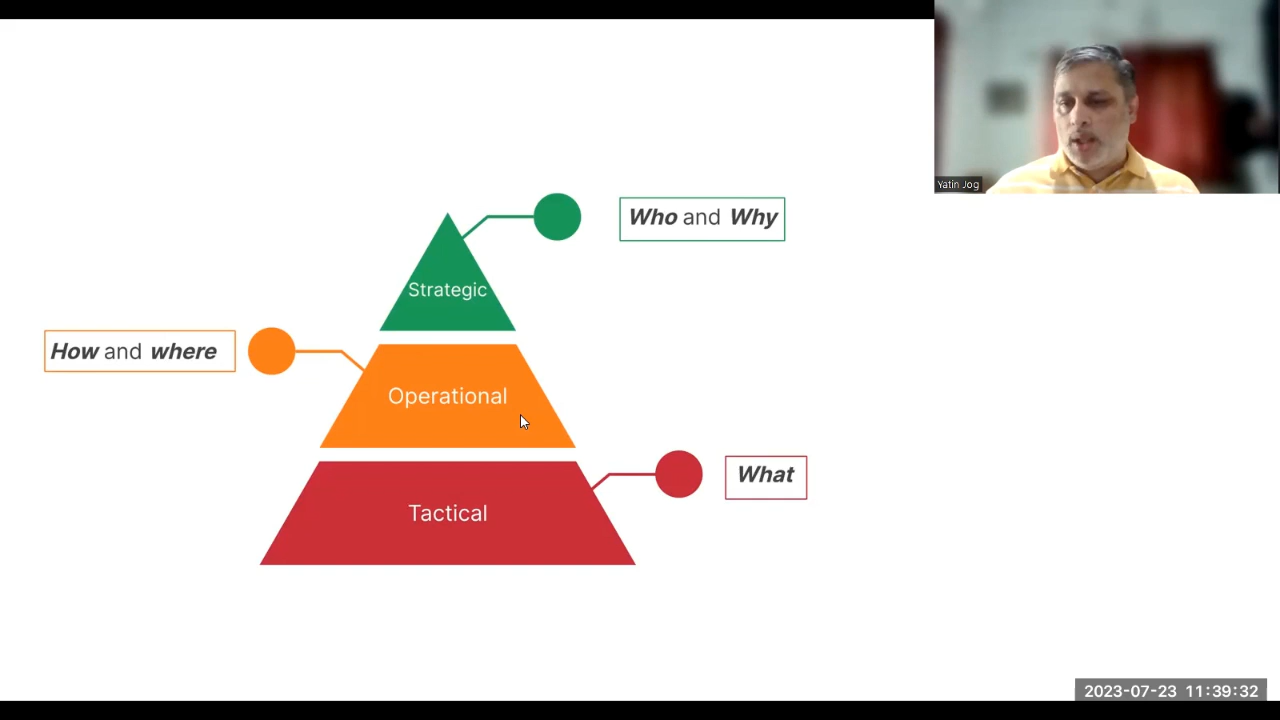 Yatin Jog
Who and Why
Strategic
How and where
Operational
What
Tactical
2023-07-23 11:39:32